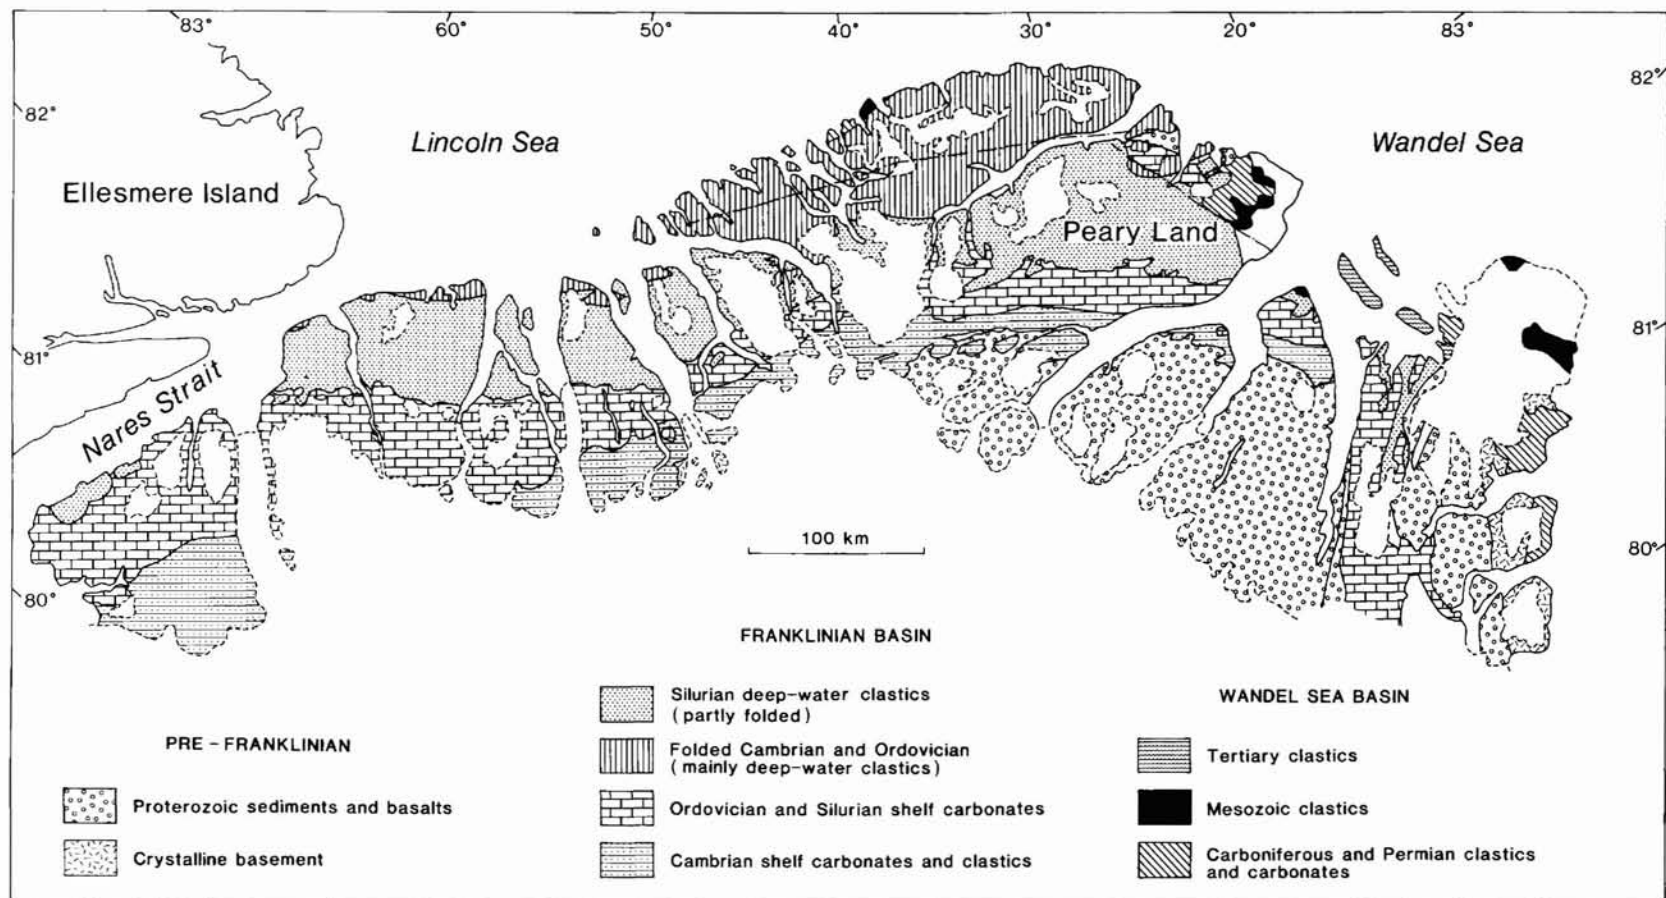 83° 60° 50° 40° 30° 20° 83°
82° 82°
Lincoln Sea
Wandel Sea
Ellesmere Island
Peary Land
81° 81°
Nares Strait
100 km
80° 80°
FRANKLINIAN BASIN
Silurian deep-water clastics
(partly folded)
Folded Cambrian and Ordovician
(mainly deep-water clastics)
Ordovician and Silurian shelf carbonates
Cambrian shelf carbonates and clastics
WANDEL SEA BASIN
Tertiary clastics
Mesozoic clastics
Carboniferous and Permian clastics
and carbonates
PRE-FRANKLINIAN
Proterozoic sediments and basalts
Crystalline basement